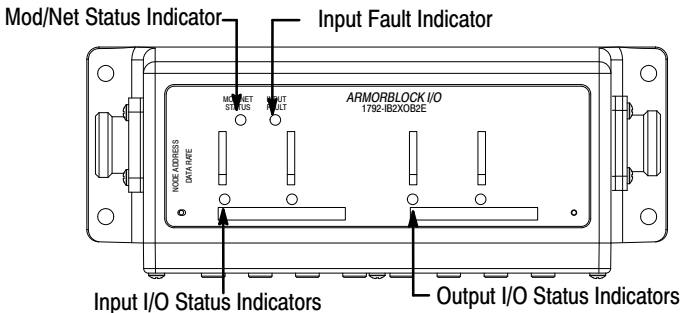 Mod/Net Status Indicator
Input Fault Indicator
MOD/NET
STATUS
INPUT
FAULT
ARMORBLOCK I/O
1792-IB2XOB2E
NODE ADDRESS
DATA RATE
Input I/O Status Indicators
Output I/O Status Indicators